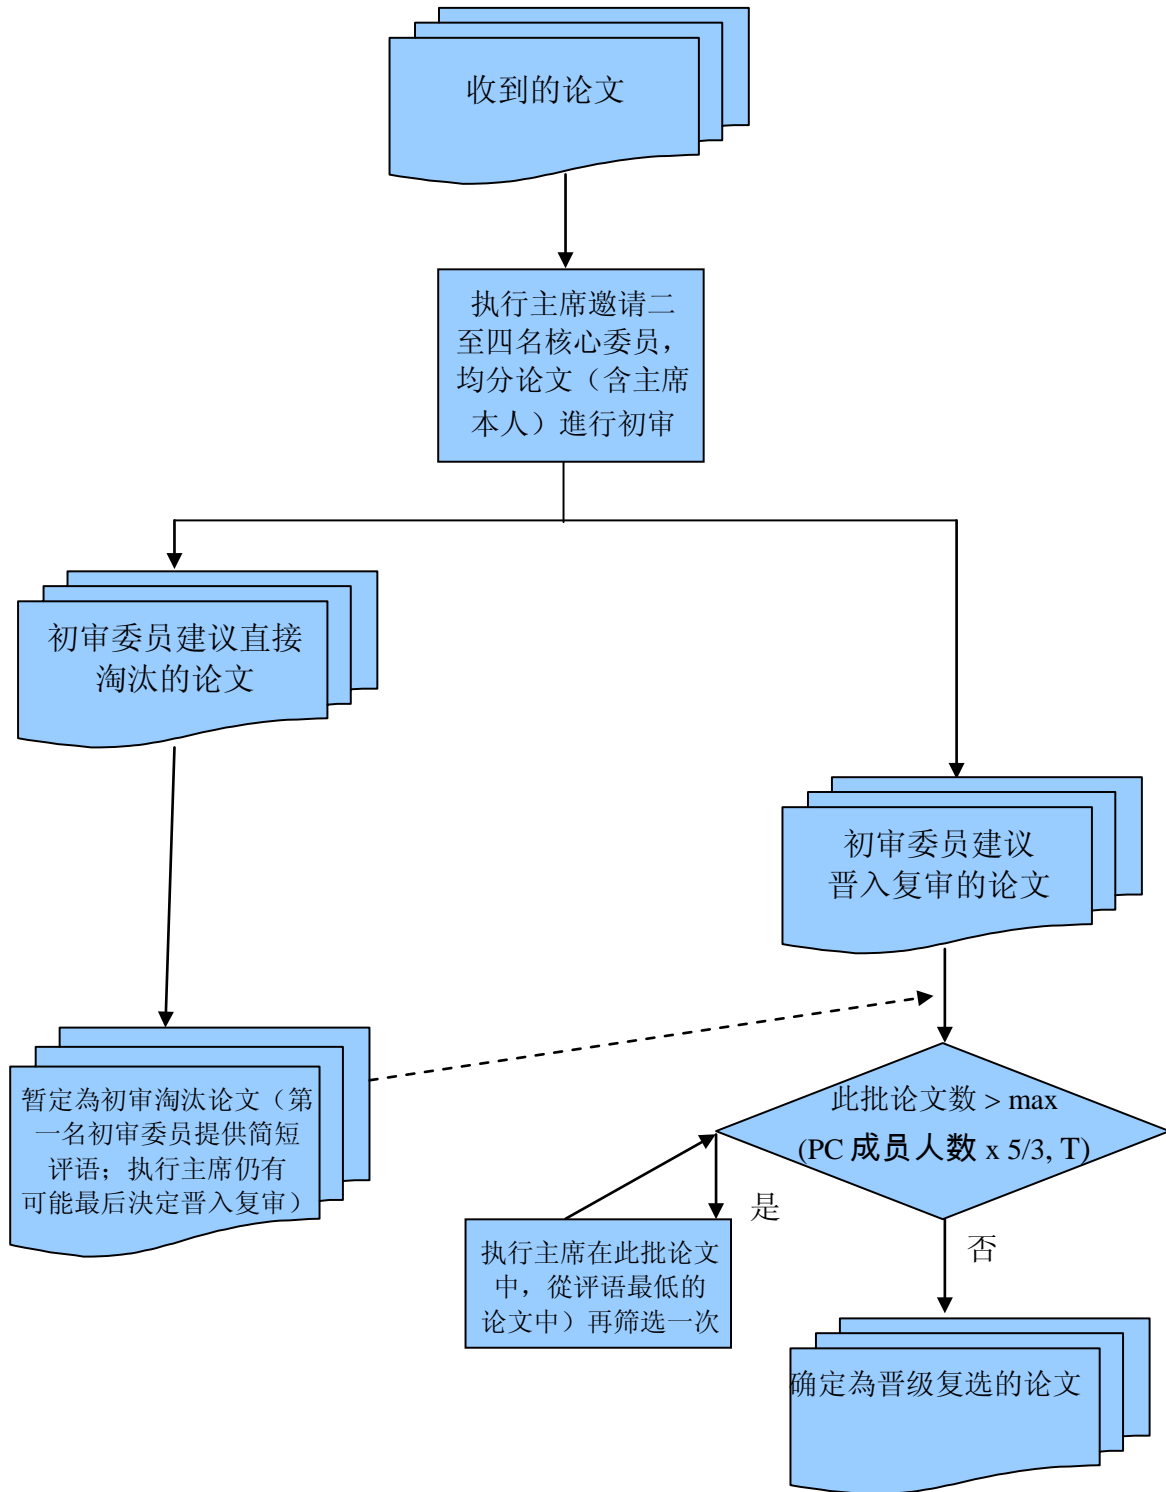 收到的论文
执行主席邀请二
至四名核心委员，
均分论文（含主席
本人）進行初审
初审委员建议直接
淘汰的论文
初审委员建议
晋入复审的论文
暂定為初审淘汰论文（第
一名初审委员提供简短
评语；执行主席仍有
可能最后決定晋入复审）
此批论文数 > max
(PC 成员人数 x 5/3, T)
是
执行主席在此批论文
中，從评语最低的
论文中）再筛选一次
否
确定為晋级复选的论文